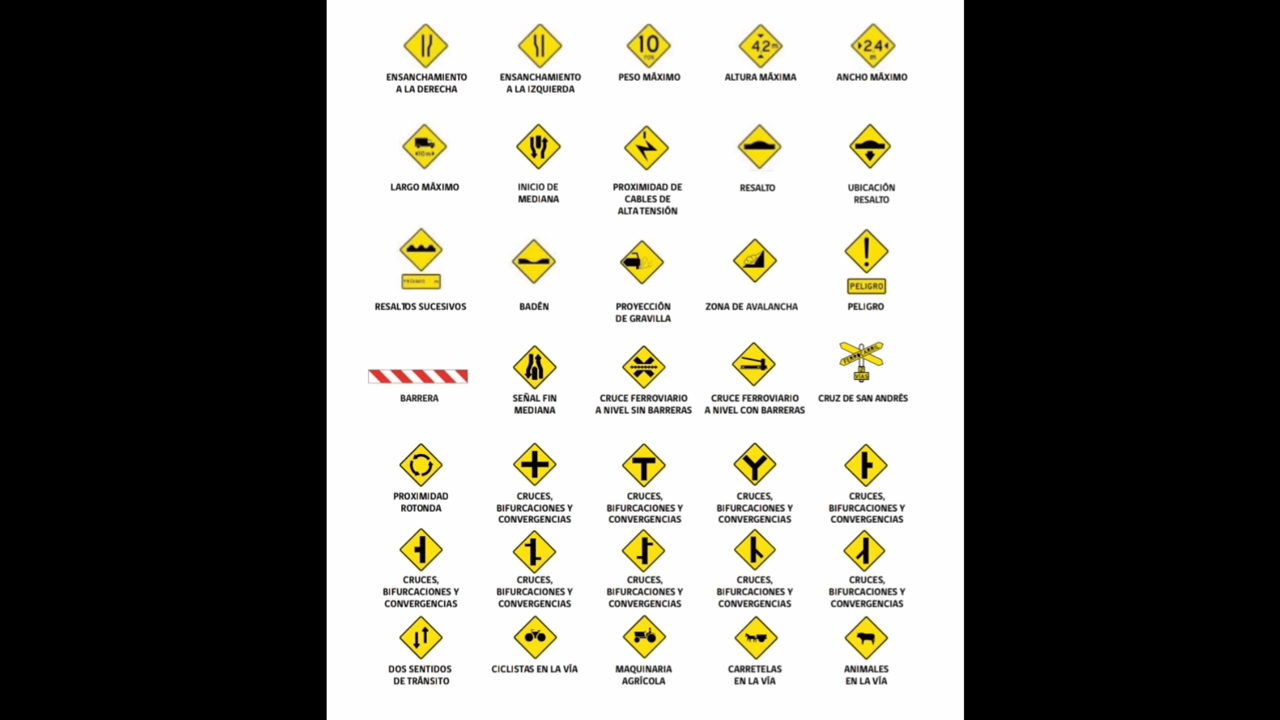 10
TON
4.2 m
2.4
m
ENSANCHAMIENTO
A LA DERECHA
ENSANCHAMIENTO
A LA IZQUIERDA
PESO MÁXIMO
ALTURA MÁXIMA
ANCHO MÁXIMO
LARGO MÁXIMO
INICIO DE
MEDIANA
PROXIMIDAD DE
CABLES DE
ALTA TENSIÓN
RESALTO
UBICACIÓN
RESALTO
PELIGRO
RESALTOS SUCESIVOS
BADÉN
PROYECCIÓN
DE GRAVILLA
ZONA DE AVALANCHA
PELIGRO
BARRERA
SEÑAL FIN
MEDIANA
CRUCE FERROVIARIO
A NIVEL SIN BARRERAS
CRUCE FERROVIARIO
A NIVEL CON BARRERAS
CRUZ DE SAN ANDRÉS
PROXIMIDAD
ROTONDA
CRUCES,
BIFURCACIONES Y
CONVERGENCIAS
CRUCES,
BIFURCACIONES Y
CONVERGENCIAS
CRUCES,
BIFURCACIONES Y
CONVERGENCIAS
CRUCES,
BIFURCACIONES Y
CONVERGENCIAS
CRUCES,
BIFURCACIONES Y
CONVERGENCIAS
CRUCES,
BIFURCACIONES Y
CONVERGENCIAS
CRUCES,
BIFURCACIONES Y
CONVERGENCIAS
CRUCES,
BIFURCACIONES Y
CONVERGENCIAS
CRUCES,
BIFURCACIONES Y
CONVERGENCIAS
DOS SENTIDOS
DE TRÁNSITO
CICLISTAS EN LA VÍA
MAQUINARIA
AGRÍCOLA
CARRETELAS
EN LA VÍA
ANIMALES
EN LA VÍA